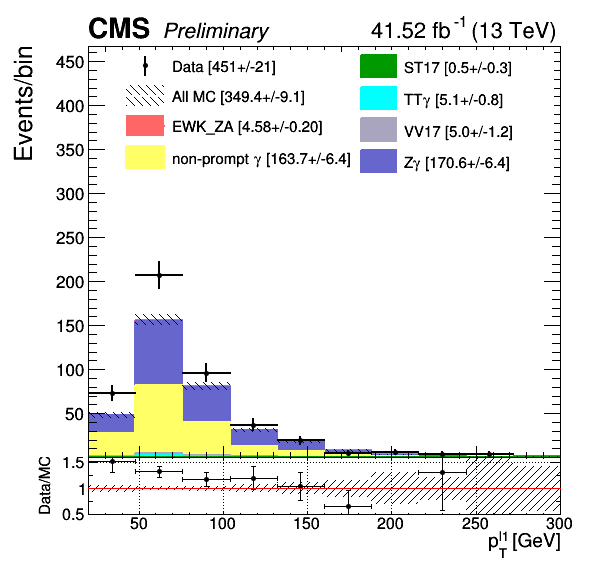 CMS Preliminary 41.52 fb⁻¹ (13 TeV)
Events/bin
Data [451+/-21]
All MC [349.4+/-9.1]
EWK_ZA [4.58+/-0.20]
non-prompt γ [163.7+/-6.4]
ST17 [0.5+/-0.3]
TTγ [5.1+/-0.8]
VV17 [5.0+/-1.2]
Zγ [170.6+/-6.4]
450
400
350
300
250
200
150
100
50
Data/MC
1.5
1
0.5
50 100 150 200 250 300
p_T^l1 [GeV]